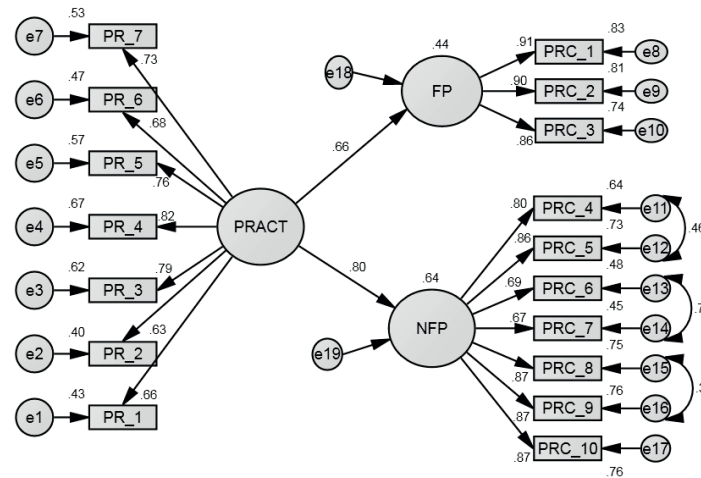 .53
e7
PR_7
.73
.47
e6
PR_6
.68
.57
e5
PR_5
.76
.67
e4
PR_4
.82
.62
e3
PR_3
.79
.40
e2
PR_2
.63
.43
e1
PR_1
.66
PRACT
.66
.80
.44
e18
FP
.91
PRC_1
.83
e8
.90
PRC_2
.81
e9
.86
PRC_3
.74
e10
.64
e19
NFP
.80
PRC_4
.64
e11
.86
PRC_5
.73
e12
.46
.69
PRC_6
.48
e13
.67
PRC_7
.45
e14
.87
PRC_8
.75
e15
.87
PRC_9
.76
e16
.87
PRC_10
.76
e17